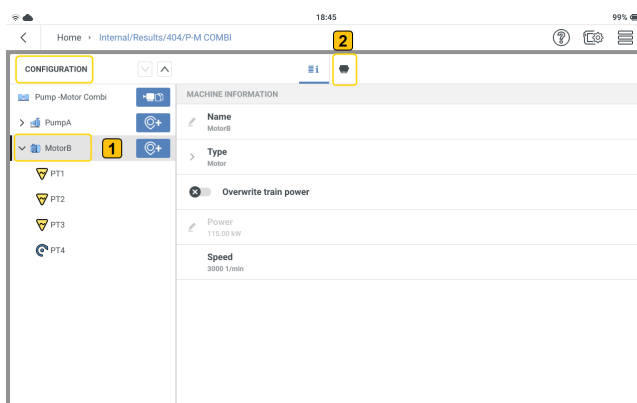 18:45
99%
Home › Internal/Results/404/P-M COMBI
2
CONFIGURATION
i
Pump -Motor Combi
MACHINE INFORMATION
PumpA
Name
MotorB
MotorB
1
Type
Motor
PT1
Overwrite train power
PT2
PT3
Power
115.00 kW
PT4
Speed
3000 1/min